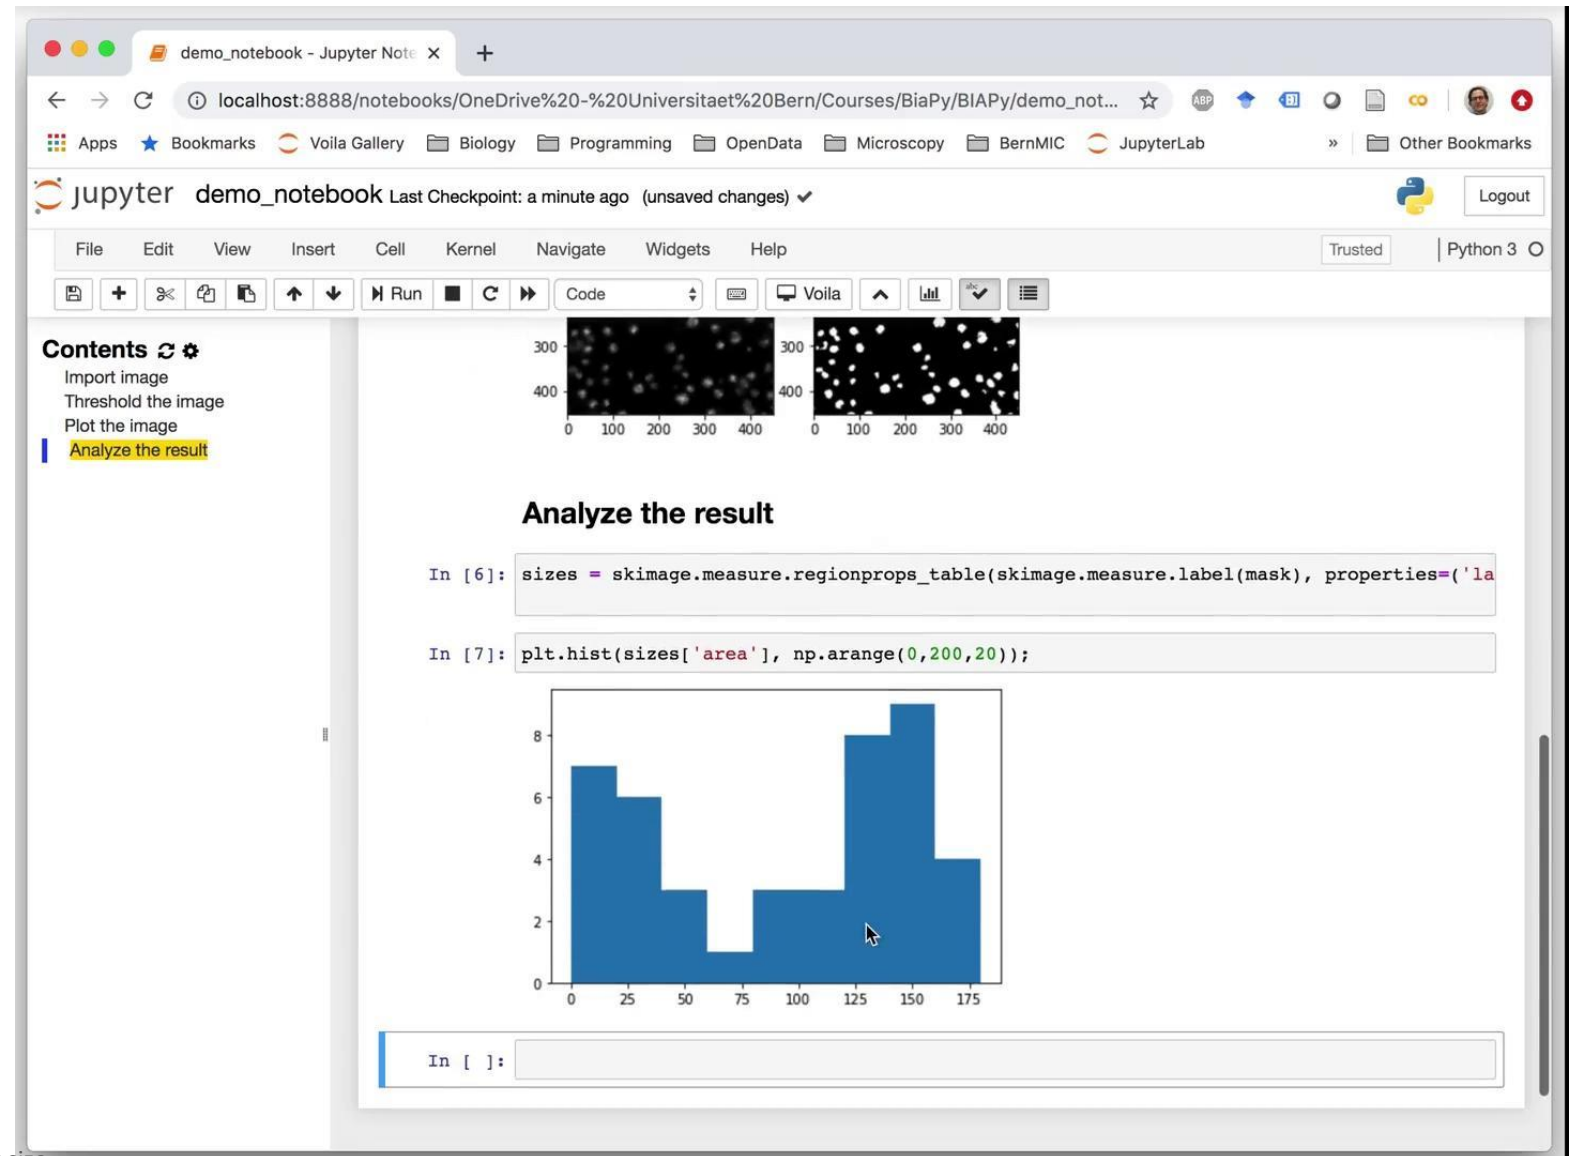 demo_notebook - Jupyter Note
localhost:8888/notebooks/OneDrive%20-%20Universitaet%20Bern/Courses/BiaPy/BIAPy/demo_not...
ABP
Apps Bookmarks Voila Gallery Biology Programming OpenData Microscopy BernMIC JupyterLab » Other Bookmarks
jupyter demo_notebook Last Checkpoint: a minute ago (unsaved changes) Logout
File Edit View Insert Cell Kernel Navigate Widgets Help Trusted Python 3
Run Code Voila abc
Contents
Import image
Threshold the image
Plot the image
Analyze the result
300 300
400 400
0 100 200 300 400 0 100 200 300 400
Analyze the result
In [6]: sizes = skimage.measure.regionprops_table(skimage.measure.label(mask), properties=('la
In [7]: plt.hist(sizes['area'], np.arange(0,200,20));
8
6
4
2
0
0 25 50 75 100 125 150 175
In [ ]: